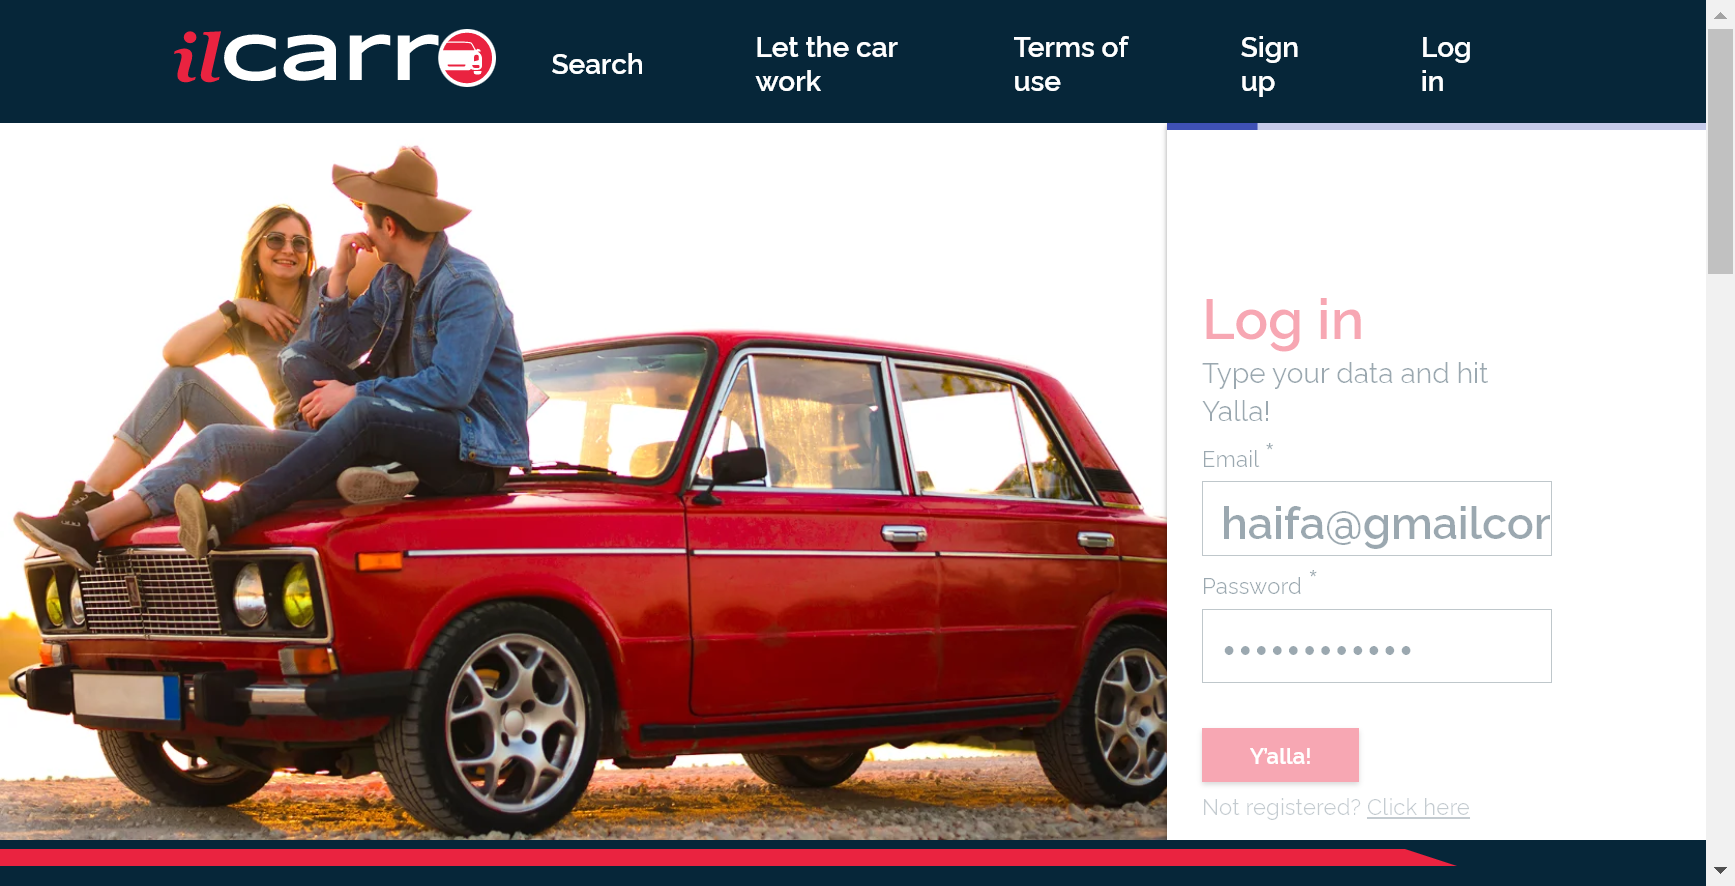 ilcarro
Search
Let the car
work
Terms of
use
Sign
up
Log
in
Log in
Type your data and hit
Yalla!
Email *
haifa@gmailcor
Password *
••••••••••••
Y'alla!
Not registered? Click here